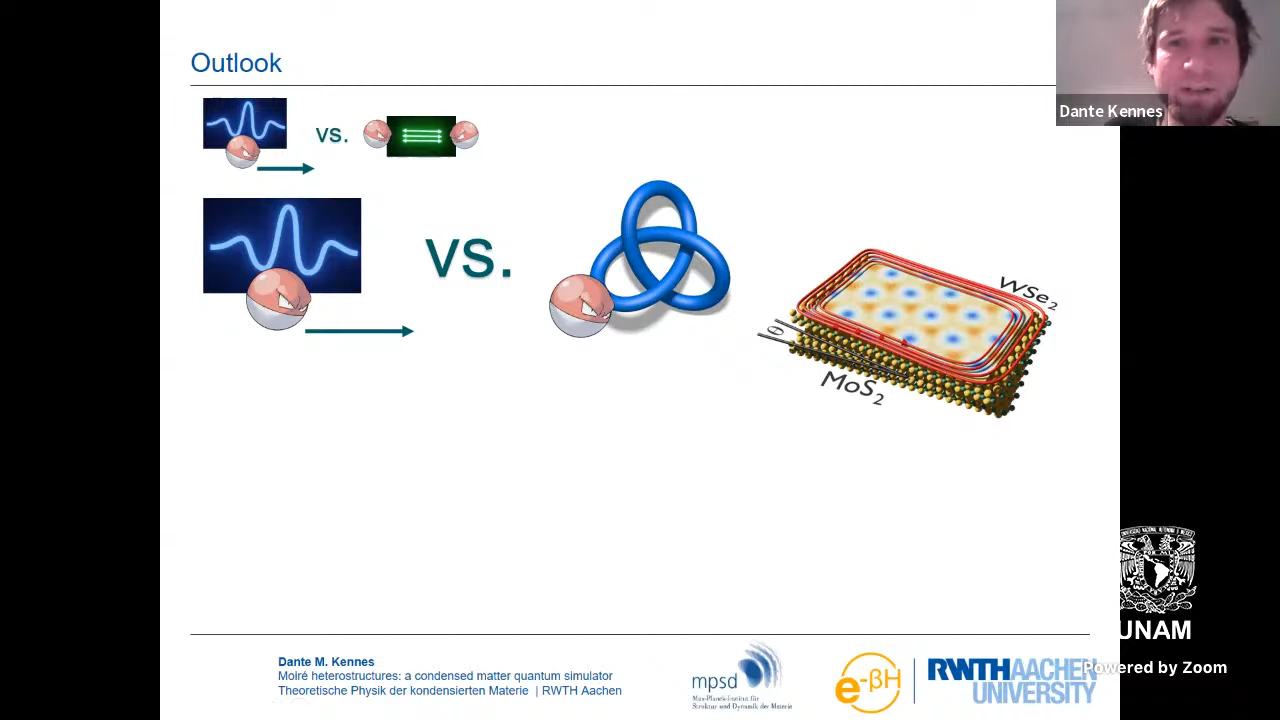 Outlook
vs.
vs.
WSe2
θ
MoS2
Dante Kennes
UNAM
Powered by Zoom
Dante M. Kennes
Moiré heterostructures: a condensed matter quantum simulator
Theoretische Physik der kondensierten Materie | RWTH Aachen
mpsd
Max-Planck-Institut für
Struktur und Dynamik der Materie
e-βH
RWTHAACHEN
UNIVERSITY